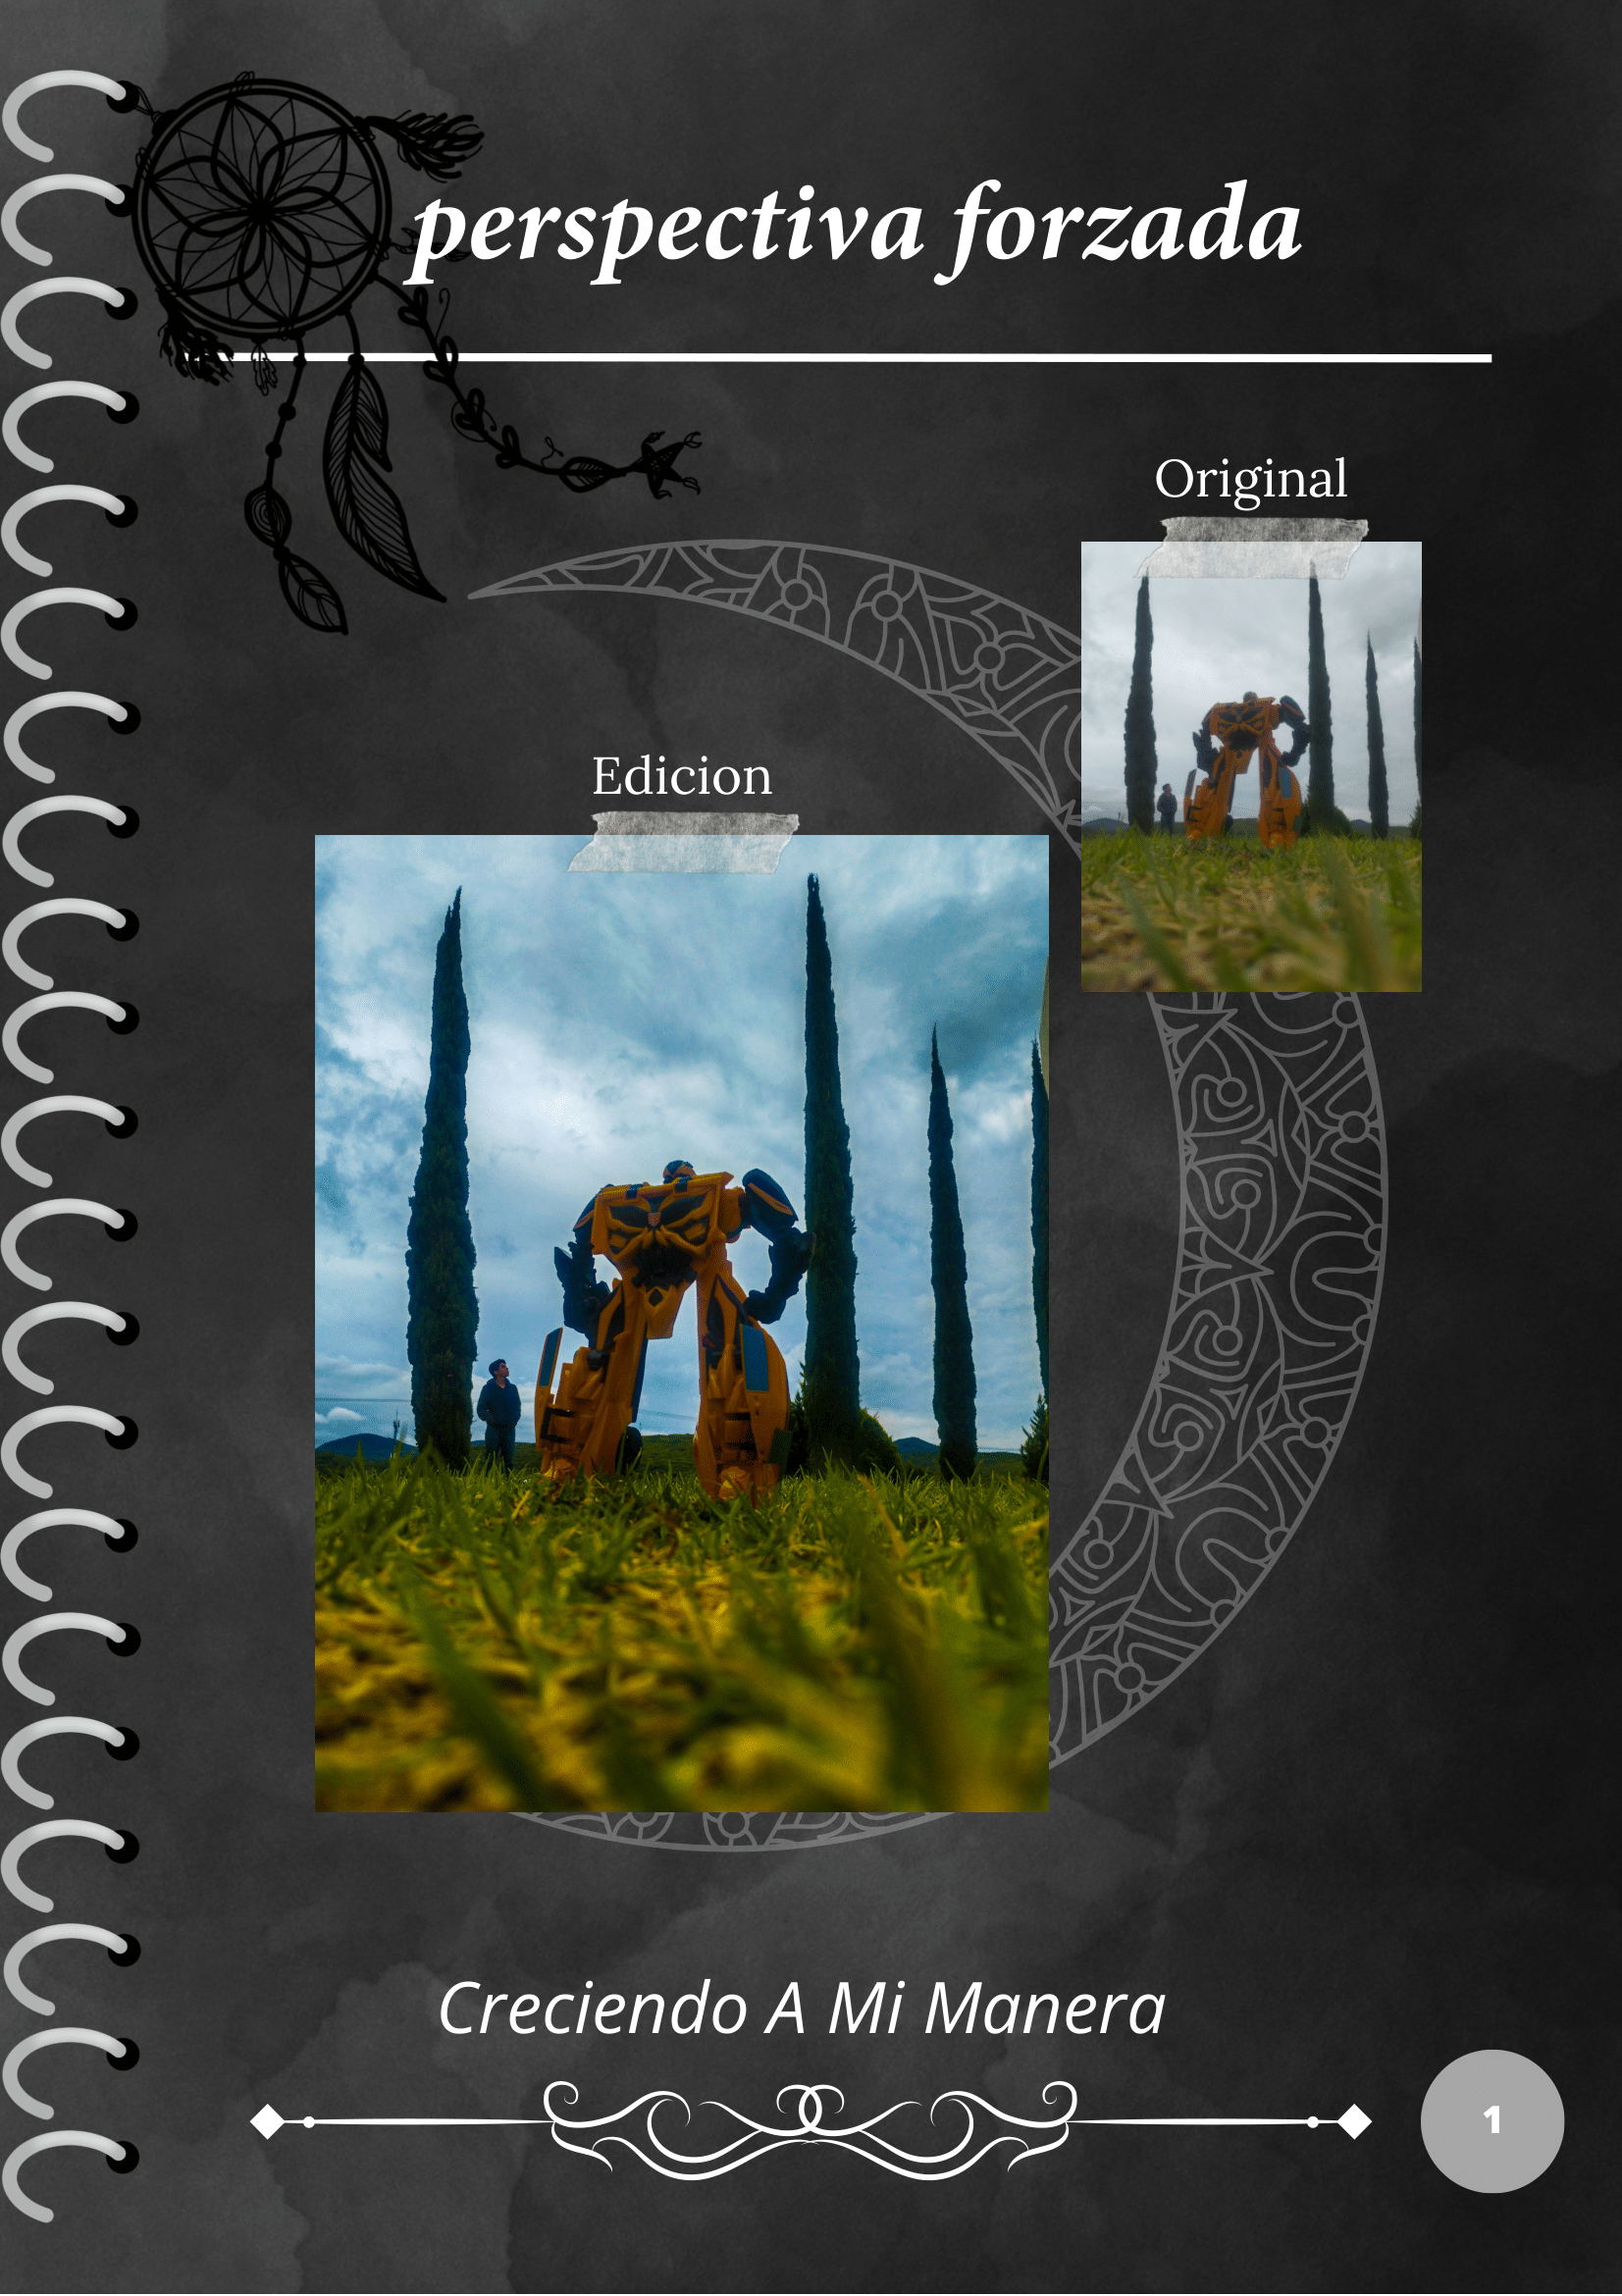 perspectiva forzada
Original
Edicion
Creciendo A Mi Manera
1